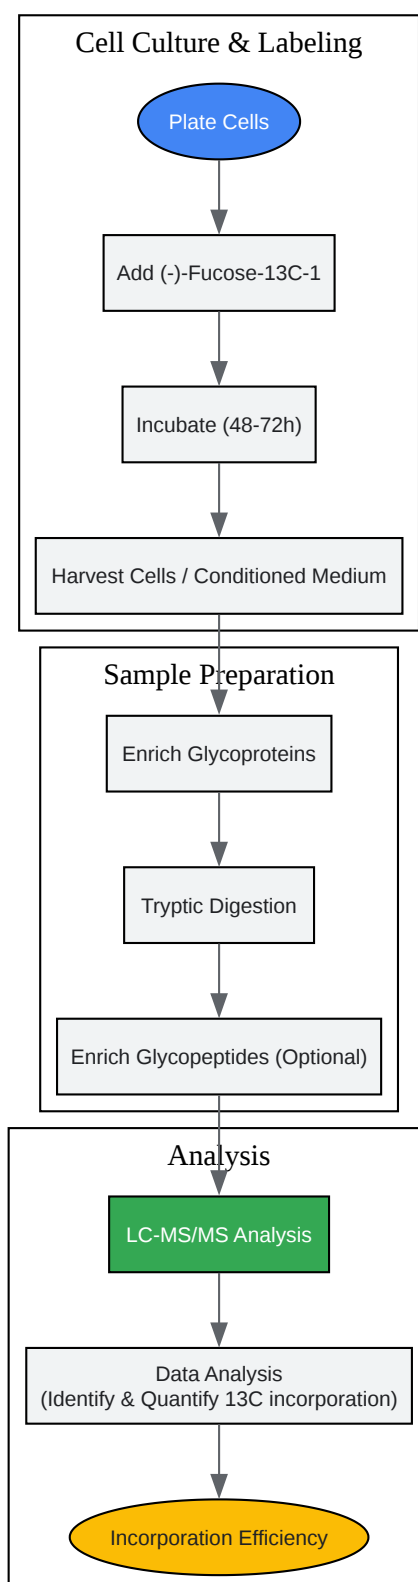 Cell Culture & Labeling
Plate Cells
Add (-)-Fucose-13C-1
Incubate (48-72h)
Harvest Cells / Conditioned Medium
Sample Preparation
Enrich Glycoproteins
Tryptic Digestion
Enrich Glycopeptides (Optional)
Analysis
LC-MS/MS Analysis
Data Analysis
(Identify & Quantify 13C incorporation)
Incorporation Efficiency